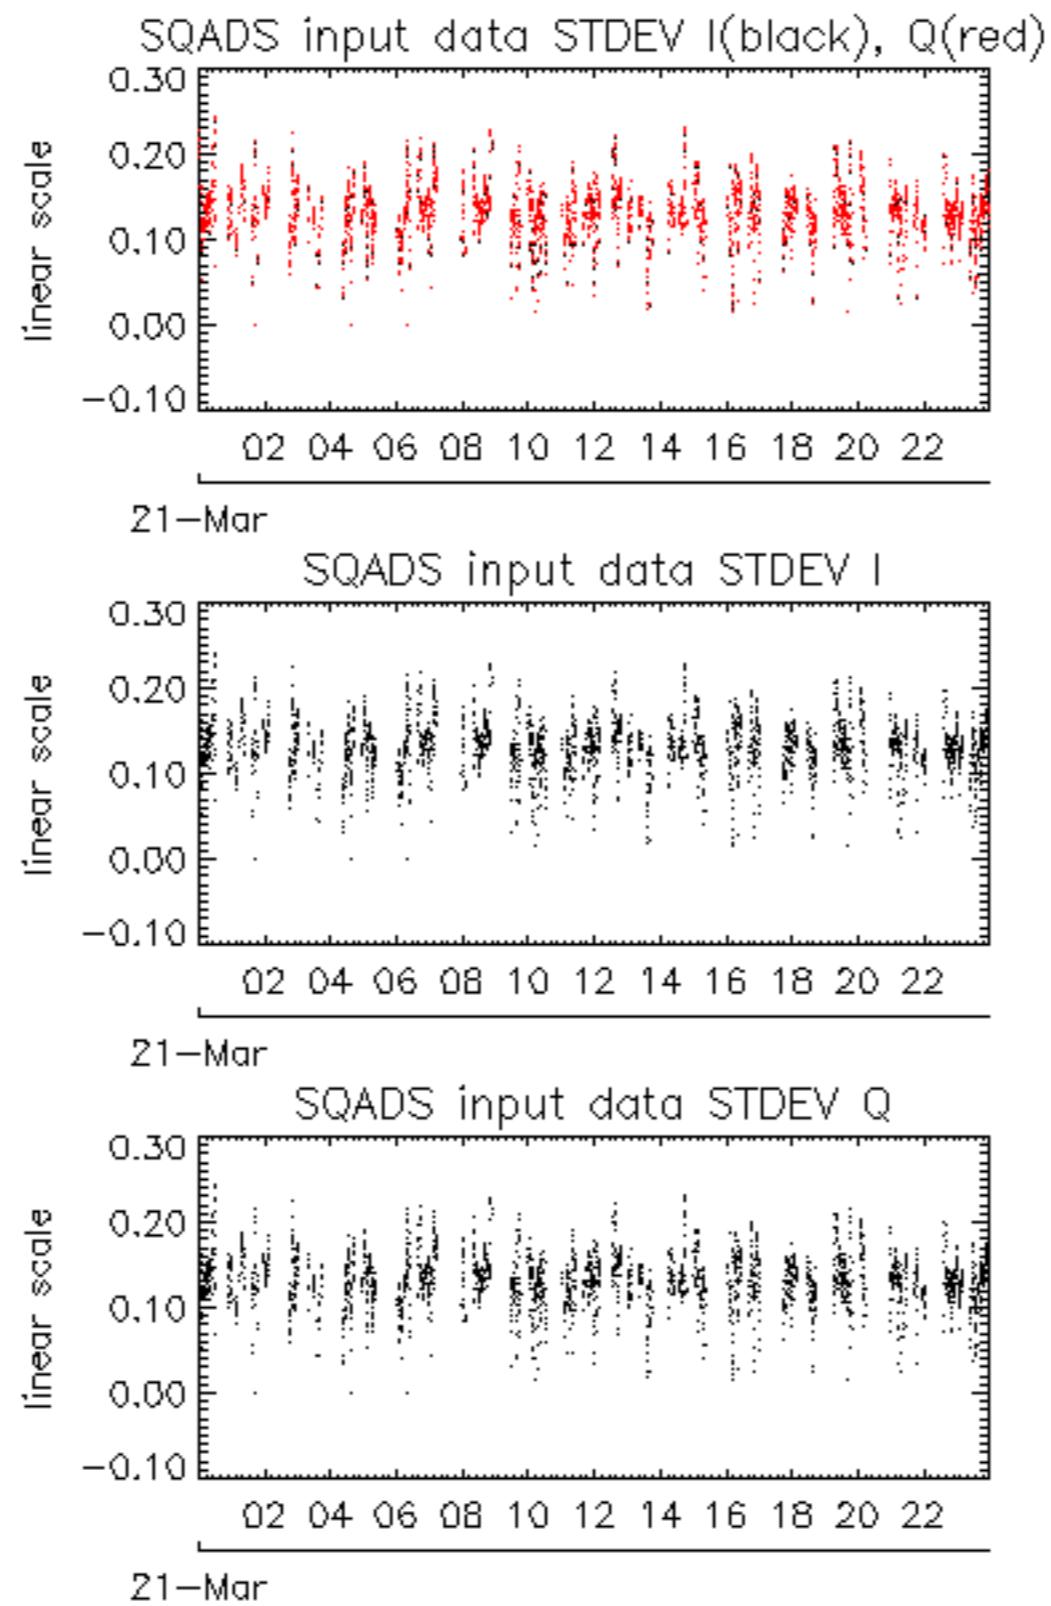 SQADS input data STDEV I(black), Q(red)
0.30
0.20
0.10
0.00
-0.10
linear scale
02 04 06 08 10 12 14 16 18 20 22
21-Mar
SQADS input data STDEV I
0.30
0.20
0.10
0.00
-0.10
linear scale
02 04 06 08 10 12 14 16 18 20 22
21-Mar
SQADS input data STDEV Q
0.30
0.20
0.10
0.00
-0.10
linear scale
02 04 06 08 10 12 14 16 18 20 22
21-Mar